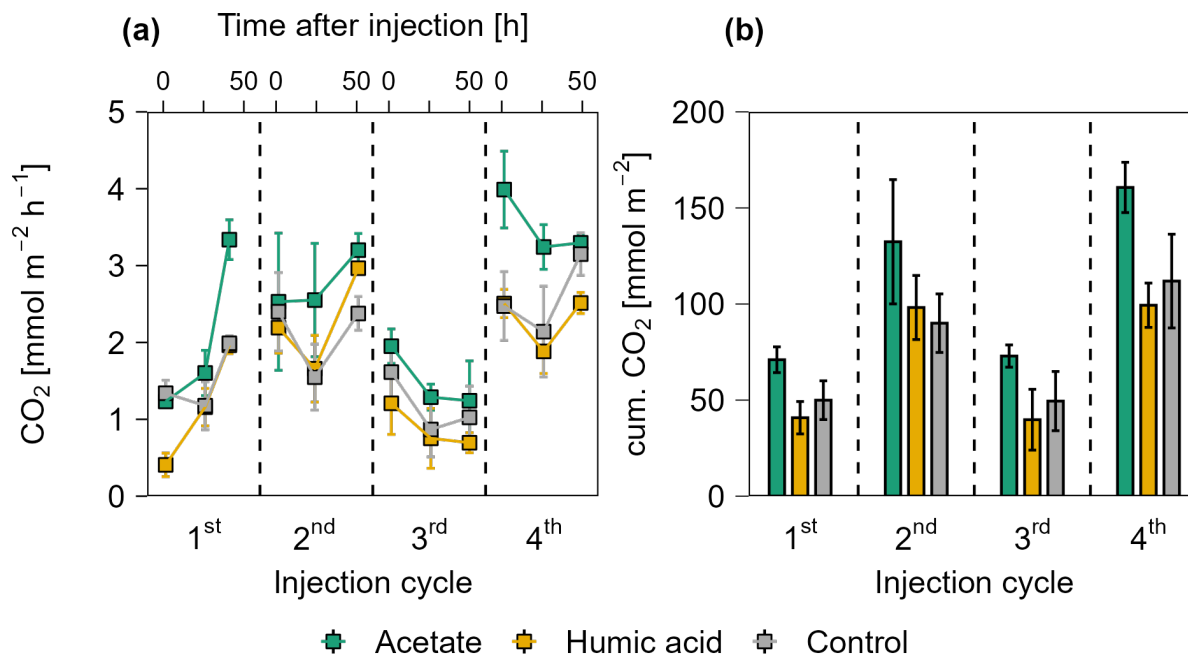 (a) Time after injection [h]
0 50 0 50 0 50 0 50
5
4
3
2
1
0
CO₂ [mmol m⁻² h⁻¹]
1st 2nd 3rd 4th
Injection cycle
(b)
200
150
100
50
0
cum. CO₂ [mmol m⁻²]
1st 2nd 3rd 4th
Injection cycle
Acetate Humic acid Control